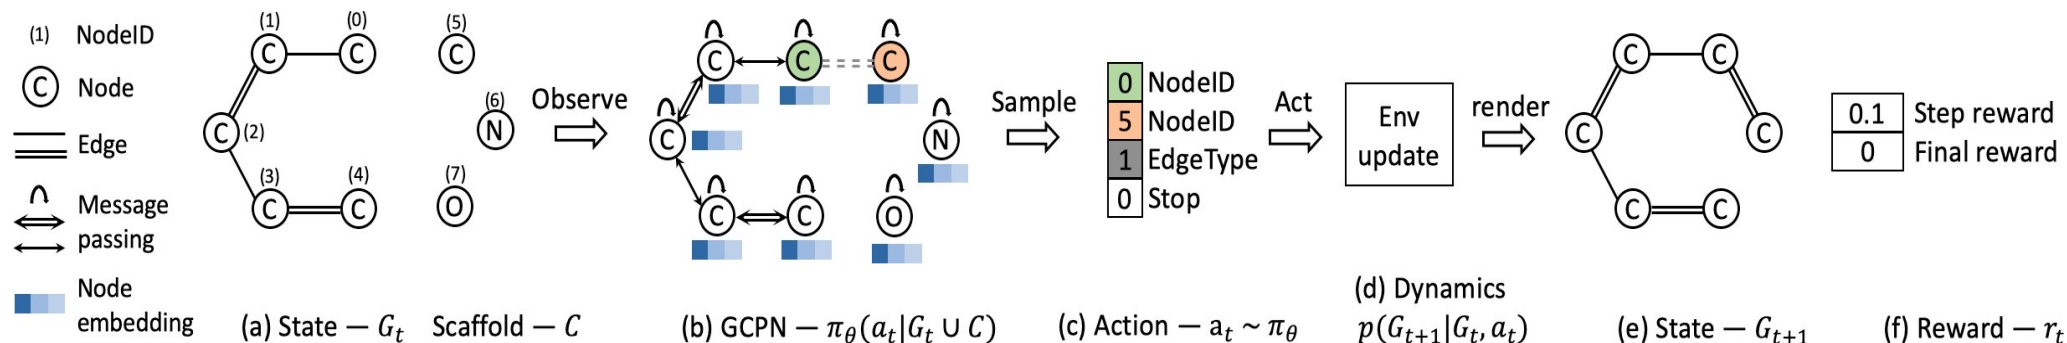 (1) NodeID
C Node
Edge
Message
passing
Node
embedding
(1) (0) (5)
C C C
(6)
C (2) N
(3) (4) (7)
C C O
(a) State — G_t Scaffold — C
Observe
C C C
C N
C C O
(b) GCPN — π_θ(a_t|G_t ∪ C)
Sample
0 NodeID
5 NodeID
1 EdgeType
0 Stop
(c) Action — a_t ~ π_θ
Act
Env
update
(d) Dynamics
p(G_{t+1}|G_t, a_t)
render
C C
C C
C C
(e) State — G_{t+1}
0.1 Step reward
0 Final reward
(f) Reward — r_t